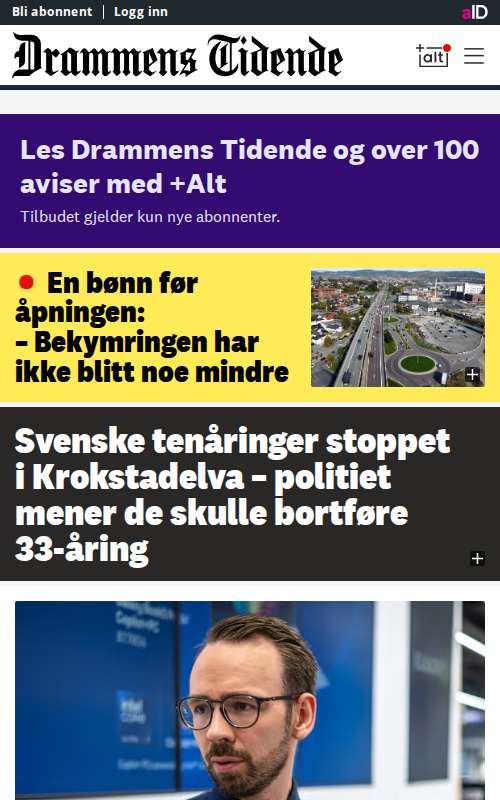 Bli abonnent | Logg inn
aID
Drammens Tidende
+alt
Les Drammens Tidende og over 100
aviser med +Alt
Tilbudet gjelder kun nye abonnenter.
En bønn før
åpningen:
– Bekymringen har
ikke blitt noe mindre
Svenske tenåringer stoppet
i Krokstadelva – politiet
mener de skulle bortføre
33-åring
intel